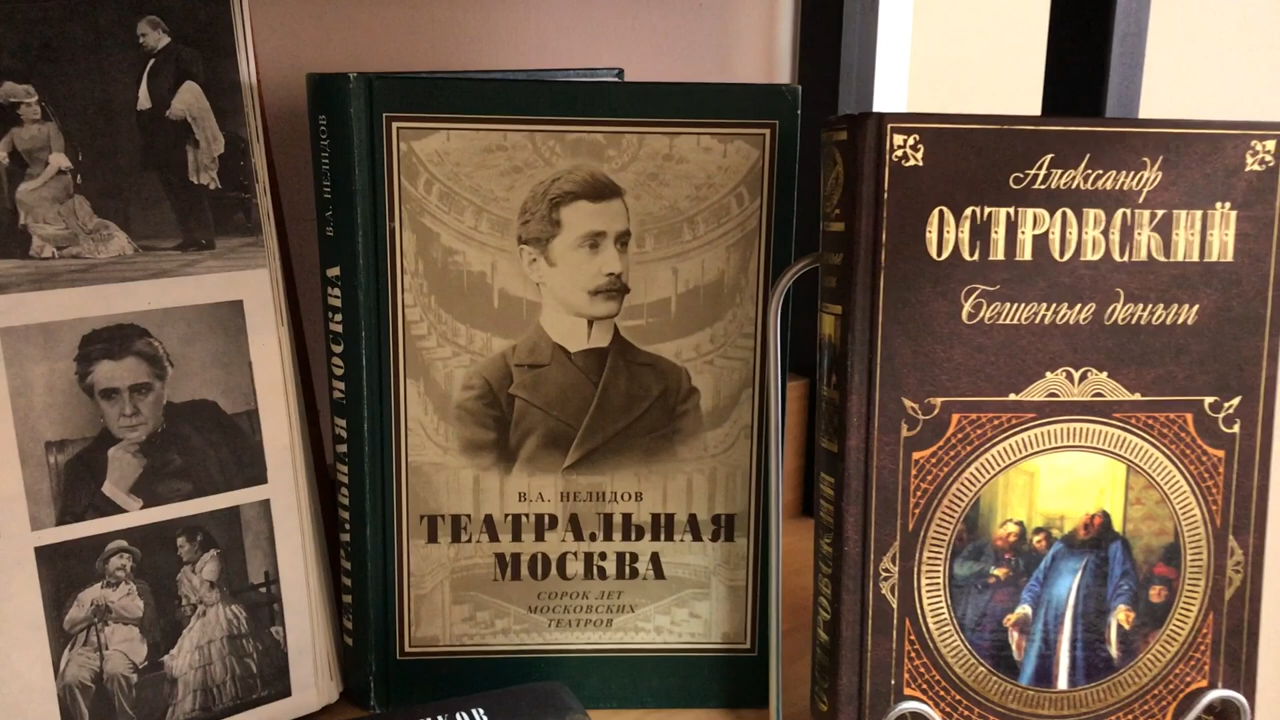 В.А. НЕЛИДОВ
ТЕАТРАЛЬНАЯ МОСКВА
В.А. НЕЛИДОВ
ТЕАТРАЛЬНАЯ
МОСКВА
СОРОК ЛЕТ
МОСКОВСКИХ
ТЕАТРОВ
Александр
ОСТРОВСКИЙ
Бешеные деньги
ОСТРОВСКИЙ